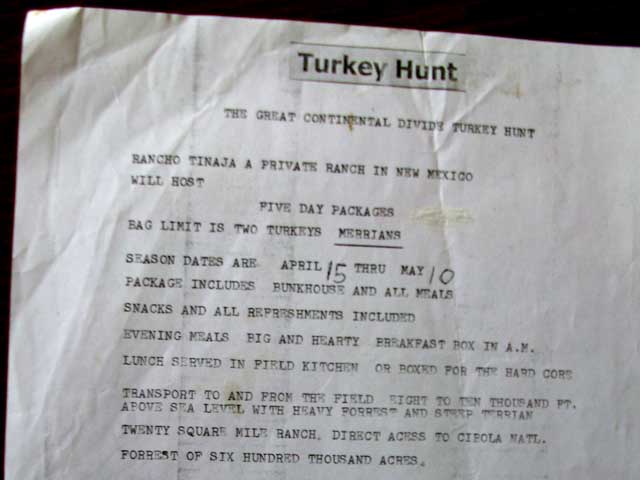 Turkey Hunt
THE GREAT CONTINENTAL DIVIDE TURKEY HUNT
RANCHO TINAJA A PRIVATE RANCH IN NEW MEXICO
WILL HOST
FIVE DAY PACKAGES
BAG LIMIT IS TWO TURKEYS MERRIANS
SEASON DATES ARE APRIL 15 THRU MAY 10
PACKAGE INCLUDES BUNKHOUSE AND ALL MEALS
SNACKS AND ALL REFRESHMENTS INCLUDED
EVENING MEALS BIG AND HEARTY BREAKFAST BOX IN A.M.
LUNCH SERVED IN FIELD KITCHEN OR BOXED FOR THE HARD CORE
TRANSPORT TO AND FROM THE FIELD EIGHT TO TEN THOUSAND FT.
ABOVE SEA LEVEL WITH HEAVY FORREST AND STEEP TERRIAN
TWENTY SQUARE MILE RANCH. DIRECT ACESS TO CIBOLA NATL.
FORREST OF SIX HUNDRED THOUSAND ACRES.